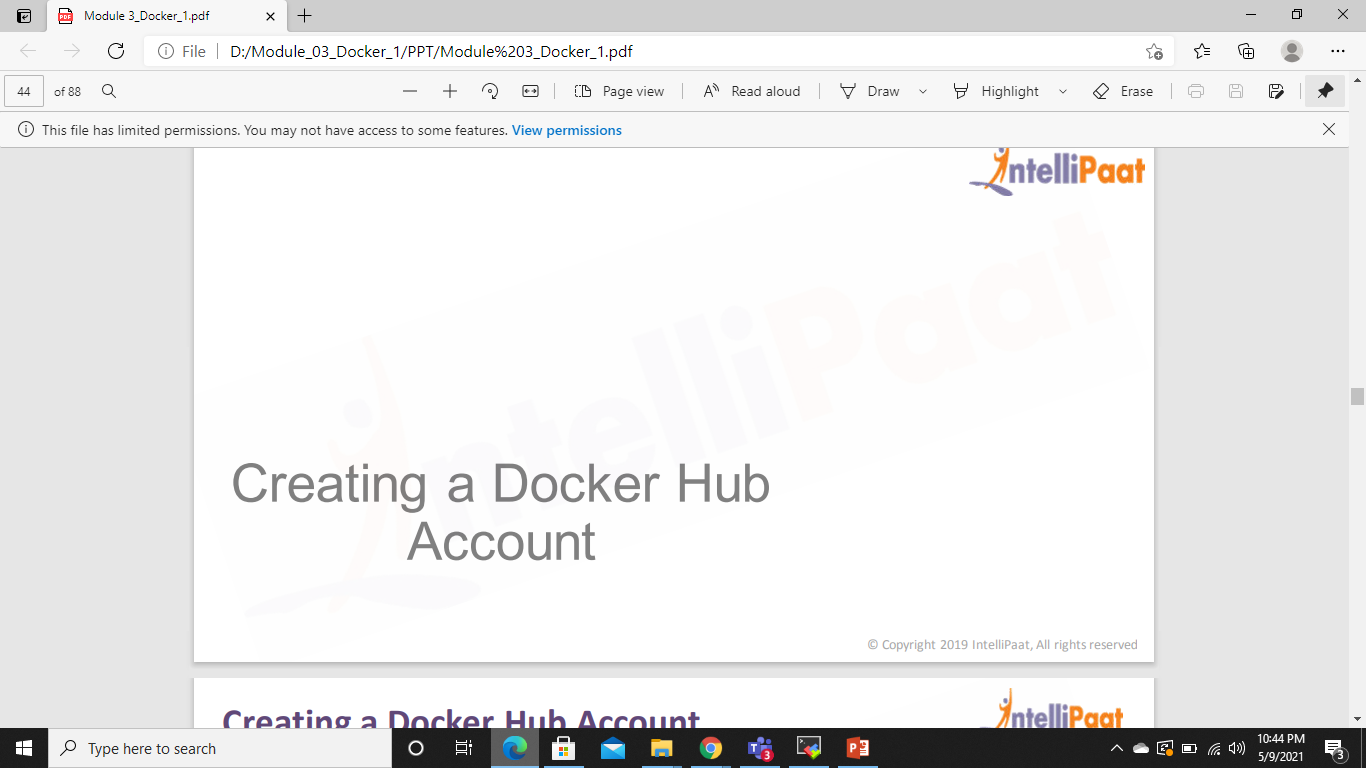 Module 3_Docker_1.pdf
File
D:/Module_03_Docker_1/PPT/Module%203_Docker_1.pdf
44 of 88
Page view
Read aloud
Draw
Highlight
Erase
This file has limited permissions. You may not have access to some features. View permissions
IntelliPaat
IntelliPaat
Creating a Docker Hub
Account
© Copyright 2019 IntelliPaat, All rights reserved
Creating a Docker Hub Account
IntelliPaat
Type here to search
3
10:44 PM
5/9/2021
3